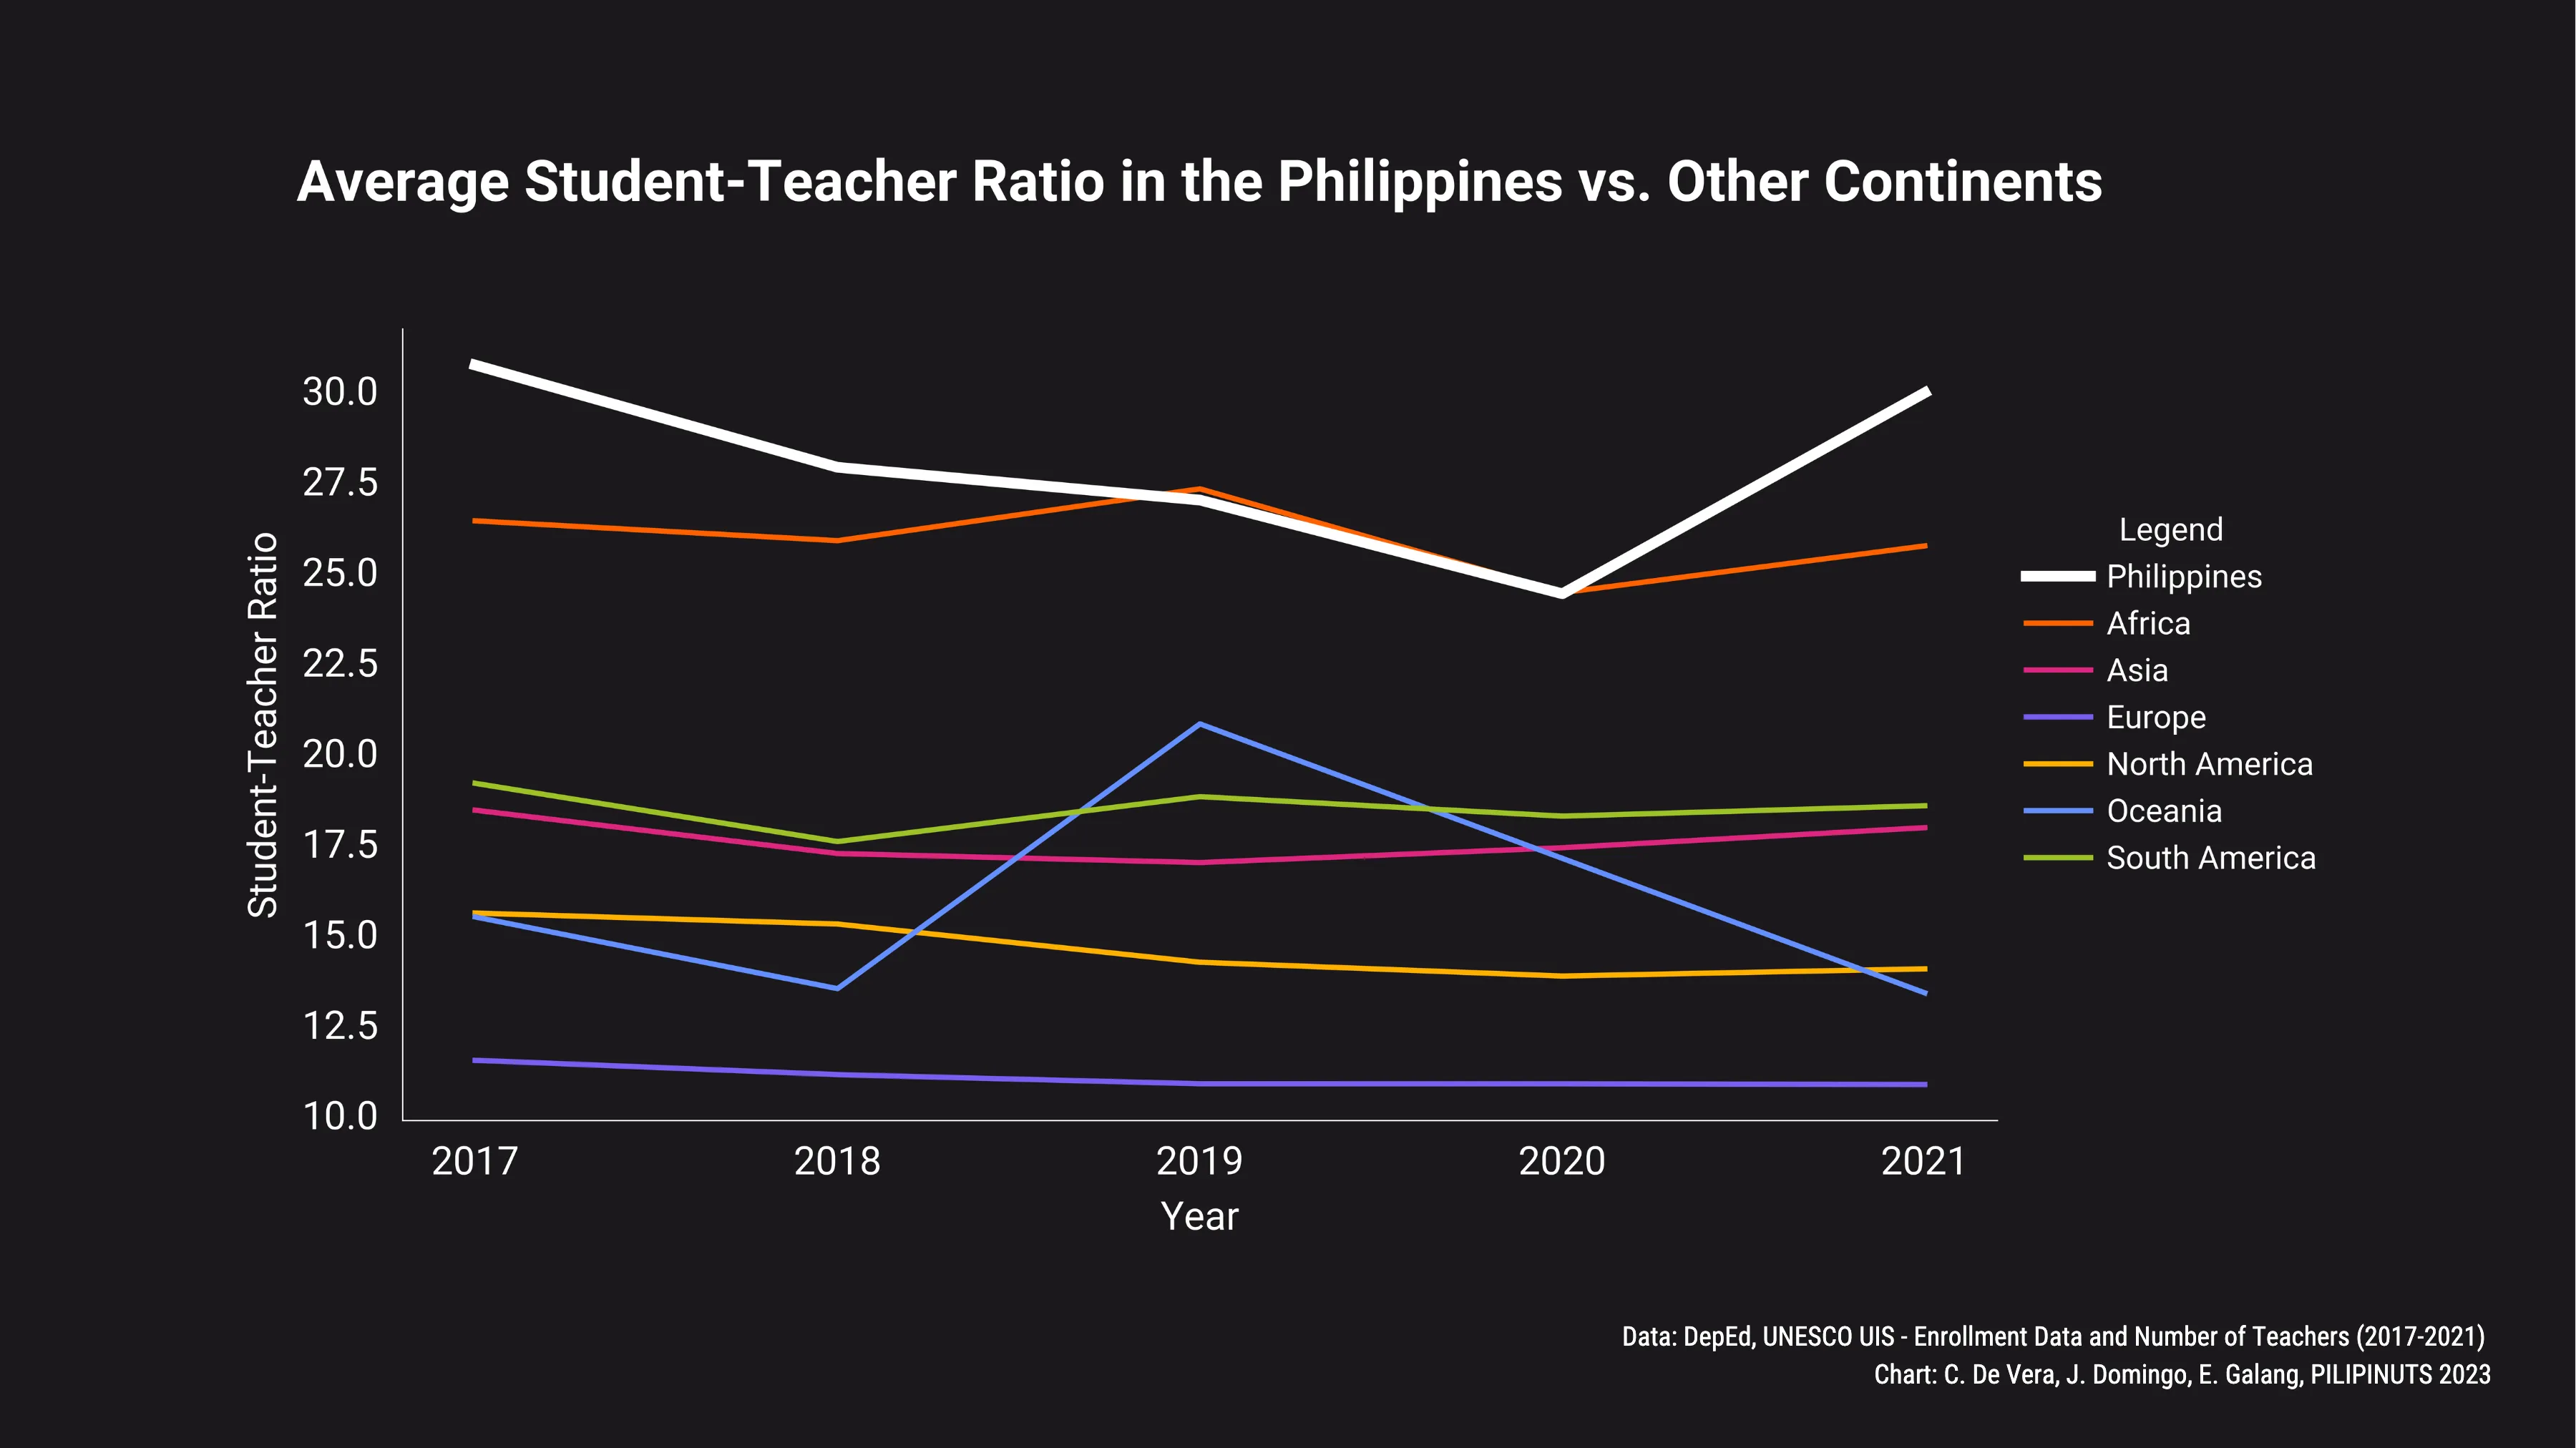 Average Student-Teacher Ratio in the Philippines vs. Other Continents
Student-Teacher Ratio
30.0
27.5
25.0
22.5
20.0
17.5
15.0
12.5
10.0
2017 2018 2019 2020 2021
Year
Legend
Philippines
Africa
Asia
Europe
North America
Oceania
South America
Data: DepEd, UNESCO UIS - Enrollment Data and Number of Teachers (2017-2021)
Chart: C. De Vera, J. Domingo, E. Galang, PILIPINUTS 2023